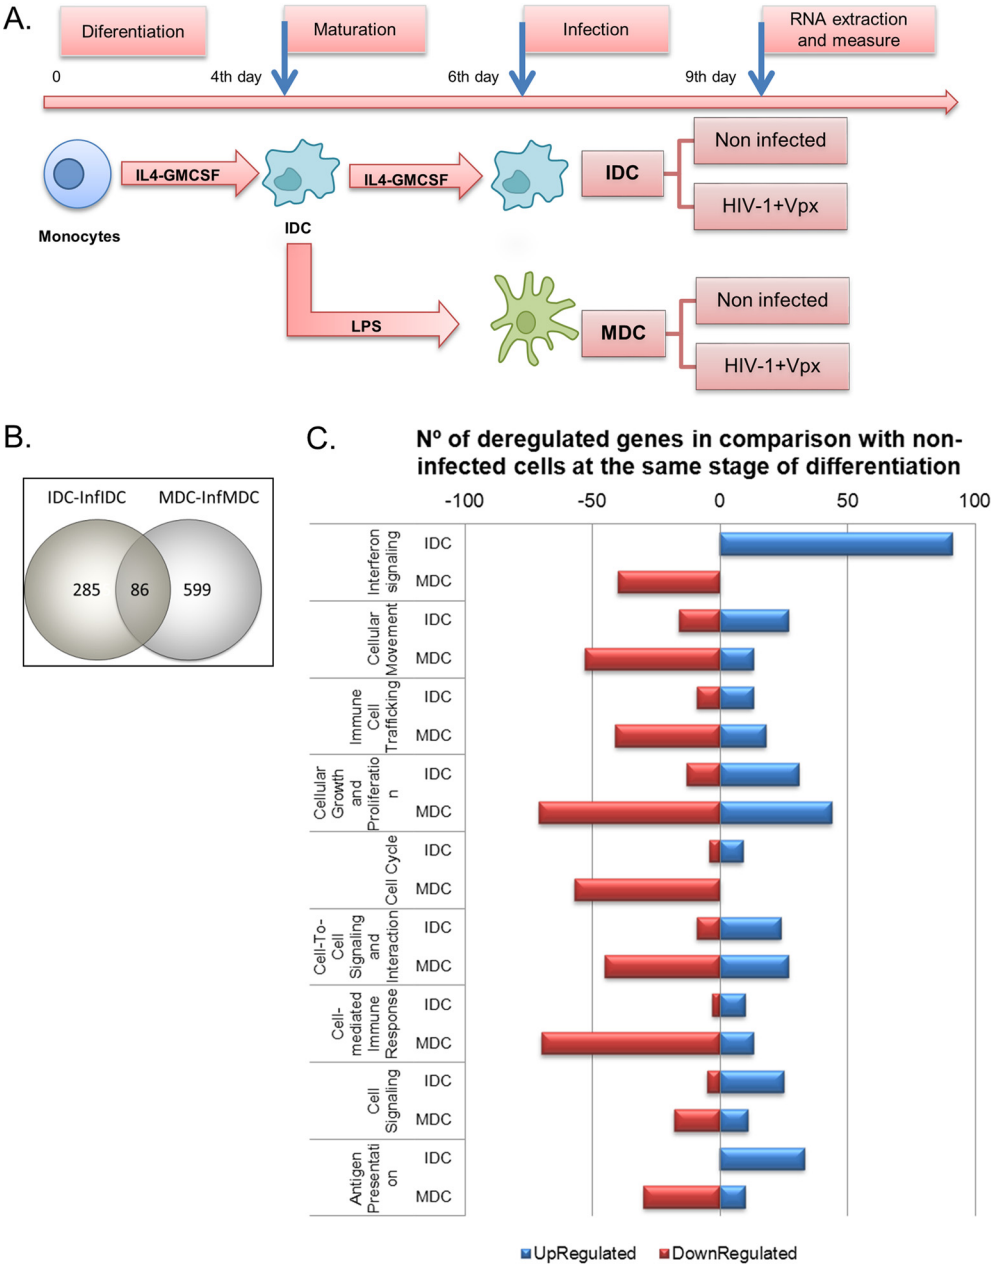 A.
Diferentiation
Maturation
Infection
RNA extraction
and measure
0
4th day
6th day
9th day
IL4-GMCSF
IL4-GMCSF
Monocytes
IDC
LPS
IDC
Non infected
HIV-1+Vpx
MDC
Non infected
HIV-1+Vpx
B.
IDC-InfIDC
MDC-InfMDC
285
86
599
C.
Nº of deregulated genes in comparison with non-
infected cells at the same stage of differentiation
-100
-50
0
50
100
Interferon
signaling
IDC
MDC
Cellular
Movement
IDC
MDC
Immune
Cell
Trafficking
IDC
MDC
Cellular
Growth
and
Proliferatio
n
IDC
MDC
Cell Cycle
IDC
MDC
Cell-To-
Cell
Signaling
and
Interaction
IDC
MDC
Cell-
mediated
Immune
Response
IDC
MDC
Cell
Signaling
IDC
MDC
Antigen
Presentati
on
IDC
MDC
UpRegulated
DownRegulated